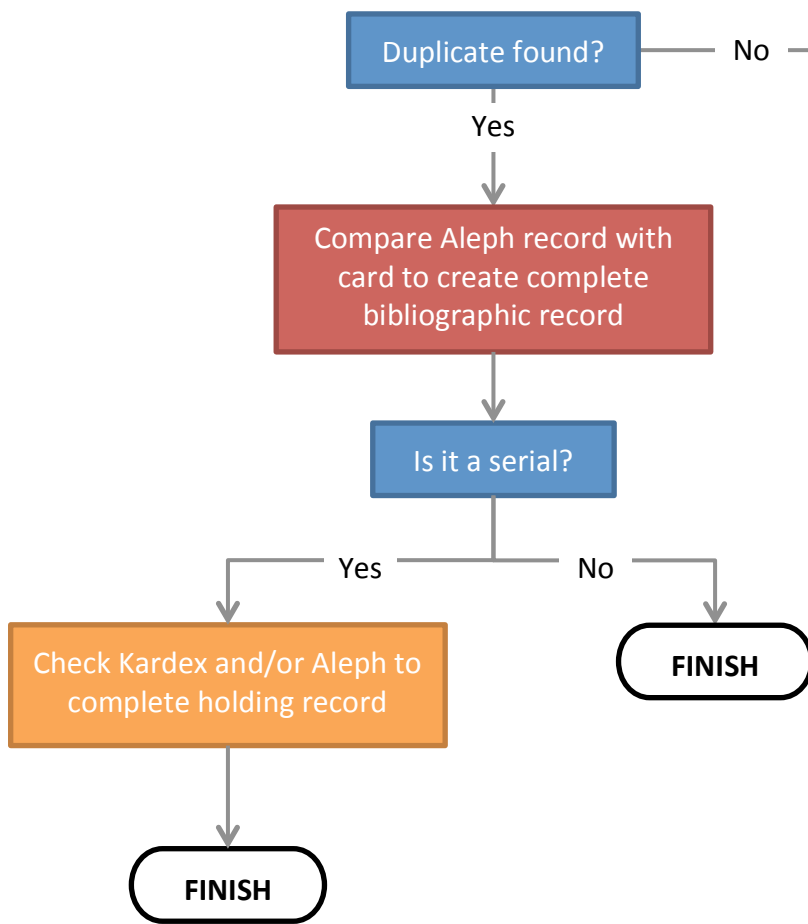 Duplicate found?
No
Yes
Compare Aleph record with
card to create complete
bibliographic record
Is it a serial?
Yes
No
Check Kardex and/or Aleph to
complete holding record
FINISH
FINISH